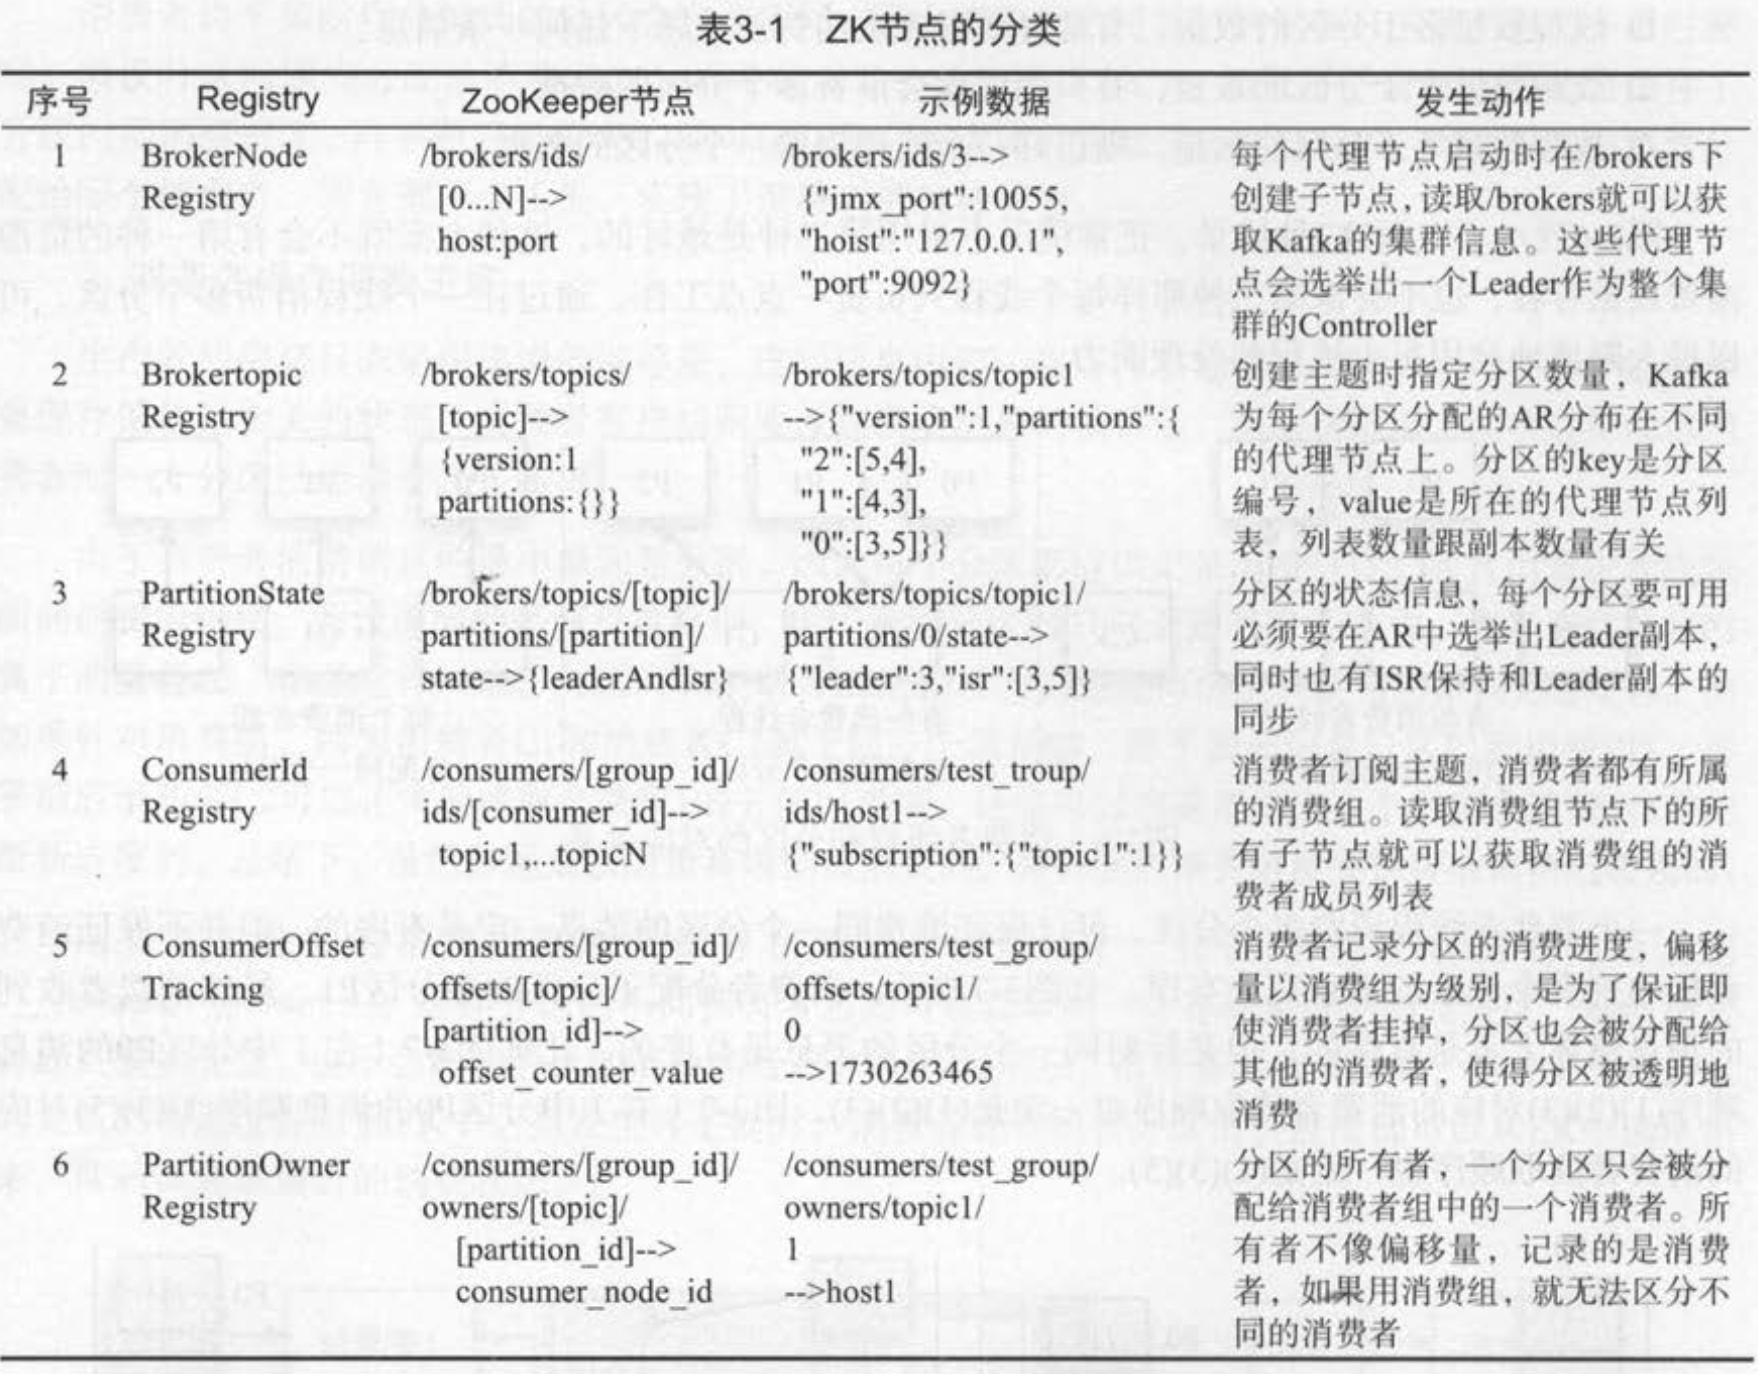 表3-1 ZK节点的分类
序号 Registry ZooKeeper节点 示例数据 发生动作
1 BrokerNode /brokers/ids/ /brokers/ids/3--> 每个代理节点启动时在/brokers下
Registry [0...N]--> {"jmx_port":10055, 创建子节点,读取/brokers就可以获
host:port "hoist":"127.0.0.1", 取Kafka的集群信息。这些代理节
"port":9092} 点会选举出一个Leader作为整个集
群的Controller
2 Brokertopic /brokers/topics/ /brokers/topics/topic1 创建主题时指定分区数量，Kafka
Registry [topic]--> -->{"version":1,"partitions":{ 为每个分区分配的AR分布在不同
{version:1 "2":[5,4], 的代理节点上。分区的key是分区
partitions:{}} "1":[4,3], 编号，value是所在的代理节点列
"0":[3,5]}} 表，列表数量跟副本数量有关
3 PartitionState /brokers/topics/[topic]/ /brokers/topics/topic1/ 分区的状态信息，每个分区要可用
Registry partitions/[partition]/ partitions/0/state--> 必须要在AR中选举出Leader副本，
state-->{leaderAndIsr} {"leader":3,"isr":[3,5]} 同时也有ISR保持和Leader副本的
同步
4 ConsumerId /consumers/[group_id]/ /consumers/test_troup/ 消费者订阅主题，消费者都有所属
Registry ids/[consumer_id]--> ids/host1--> 的消费组。读取消费组节点下的所
topic1,...topicN {"subscription":{"topic1":1}} 有子节点就可以获取消费组的消
费者成员列表
5 ConsumerOffset /consumers/[group_id]/ /consumers/test_group/ 消费者记录分区的消费进度，偏移
Tracking offsets/[topic]/ offsets/topic1/ 量以消费组为级别，是为了保证即
[partition_id]--> 0 使消费者挂掉，分区也会被分配给
offset_counter_value -->1730263465 其他的消费者，使得分区被透明地
消费
6 PartitionOwner /consumers/[group_id]/ /consumers/test_group/ 分区的所有者，一个分区只会被分
Registry owners/[topic]/ owners/topic1/ 配给消费者组中的一个消费者。所
[partition_id]--> 1 有者不像偏移量，记录的是消费
consumer_node_id -->host1 者，如果用消费组，就无法区分不
同的消费者